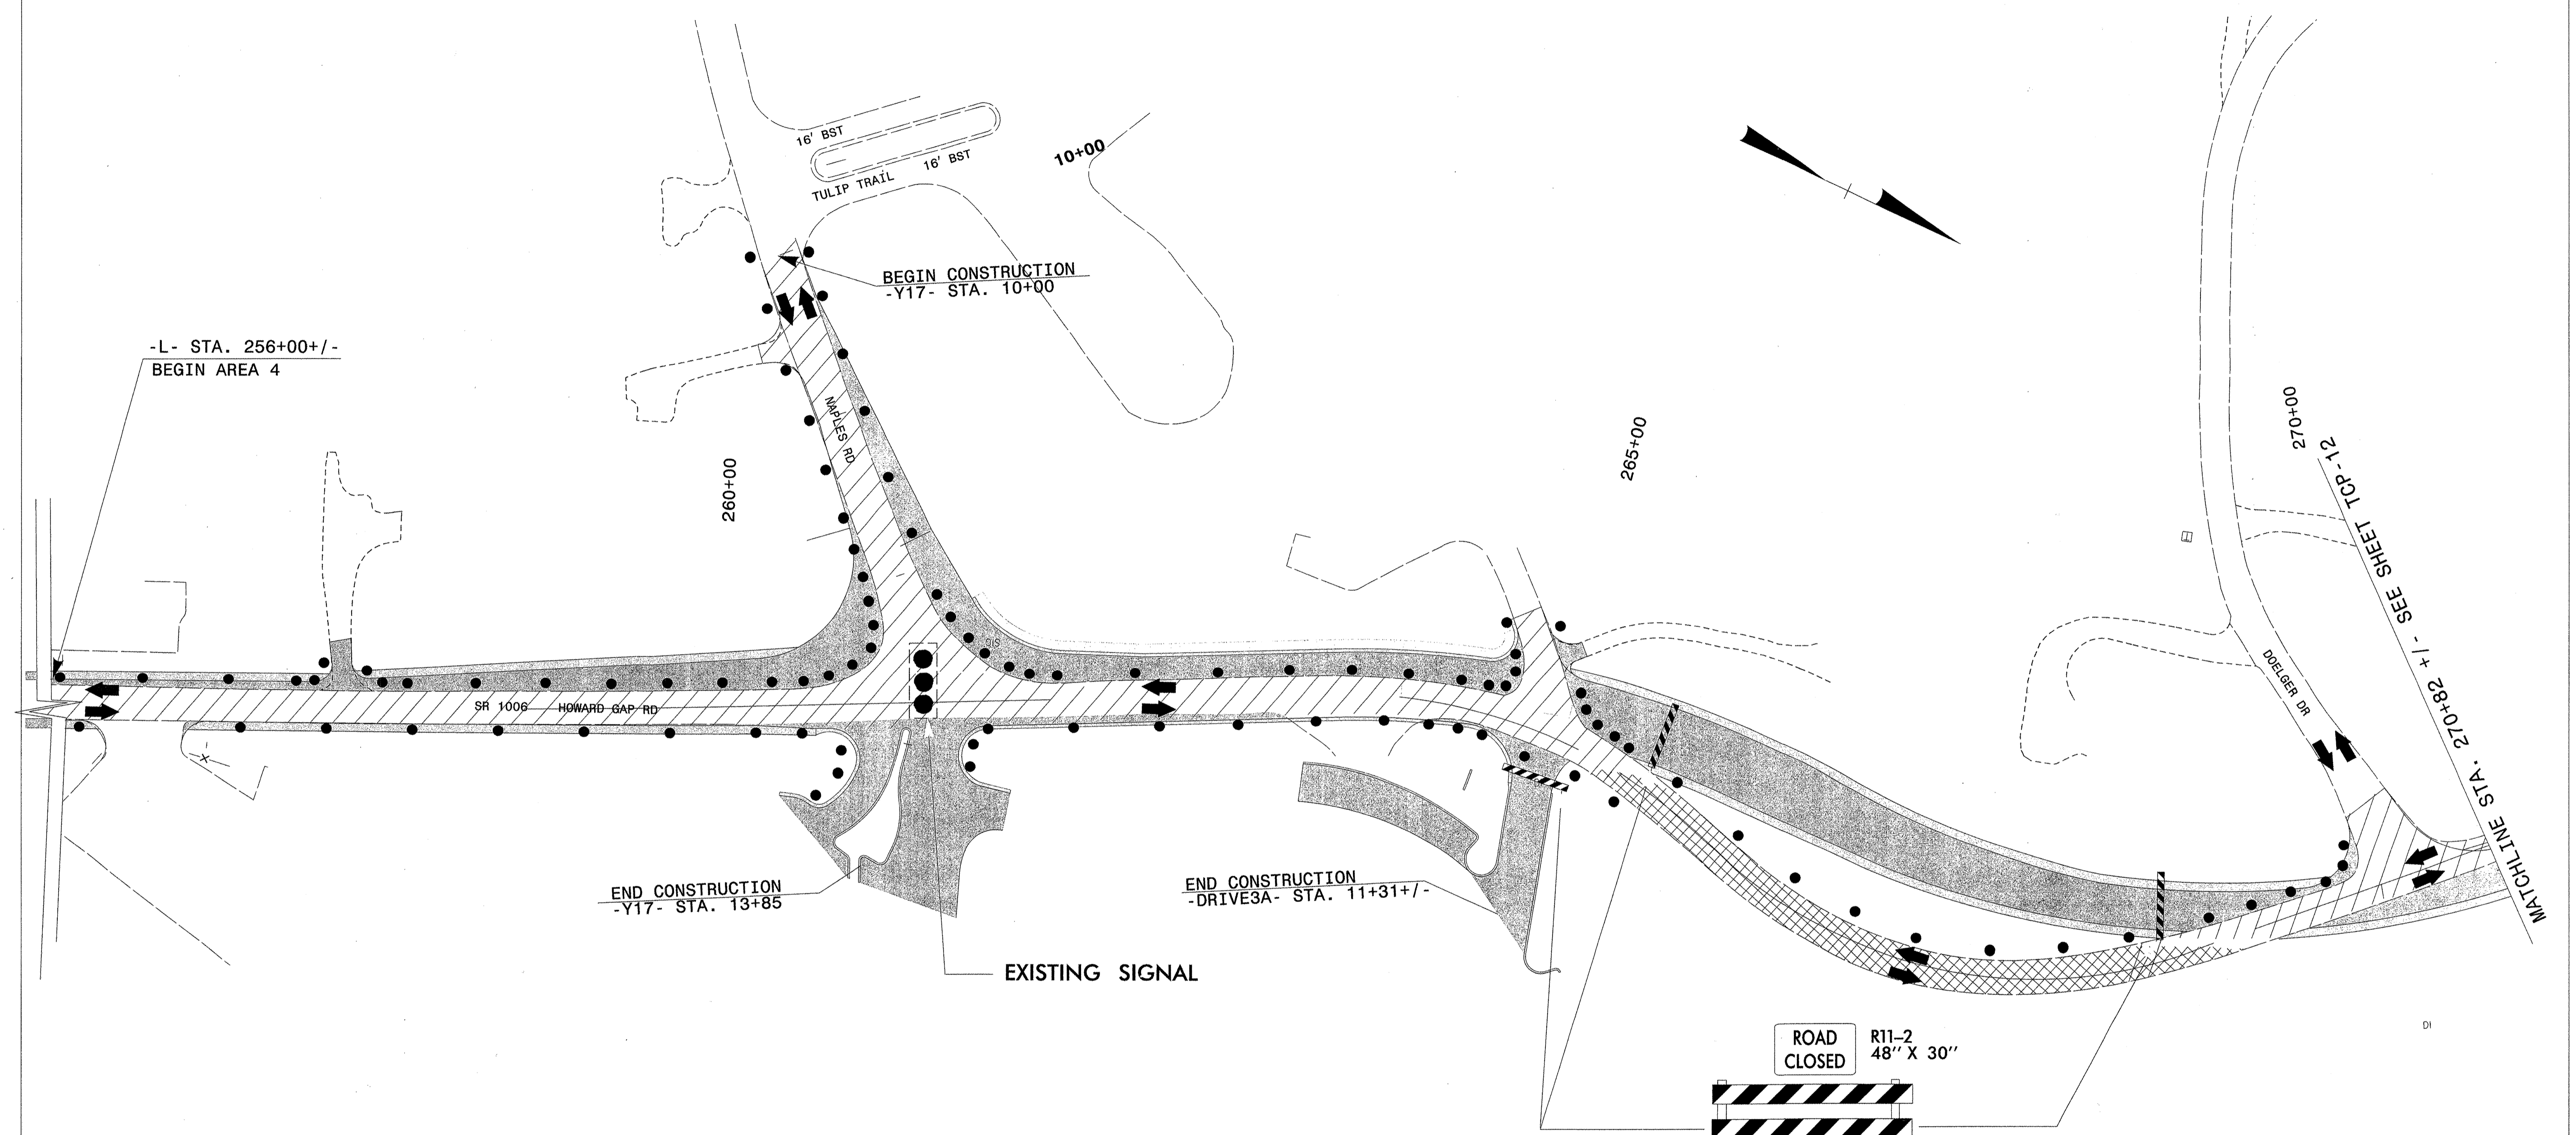 16' BST
16' BST
TULIP TRAIL
10+00
BEGIN CONSTRUCTION
-Y17- STA. 10+00
-L- STA. 256+00+/-
BEGIN AREA 4
NAPLES RD
260+00
265+00
270+00
MATCHLINE STA. 270+82 +/- SEE SHEET TCP-12
DOELGER DR
SR 1006
HOWARD GAP RD
END CONSTRUCTION
-Y17- STA. 13+85
END CONSTRUCTION
-DRIVE3A- STA. 11+31+/-
EXISTING SIGNAL
ROAD
CLOSED
R11-2
48" X 30"